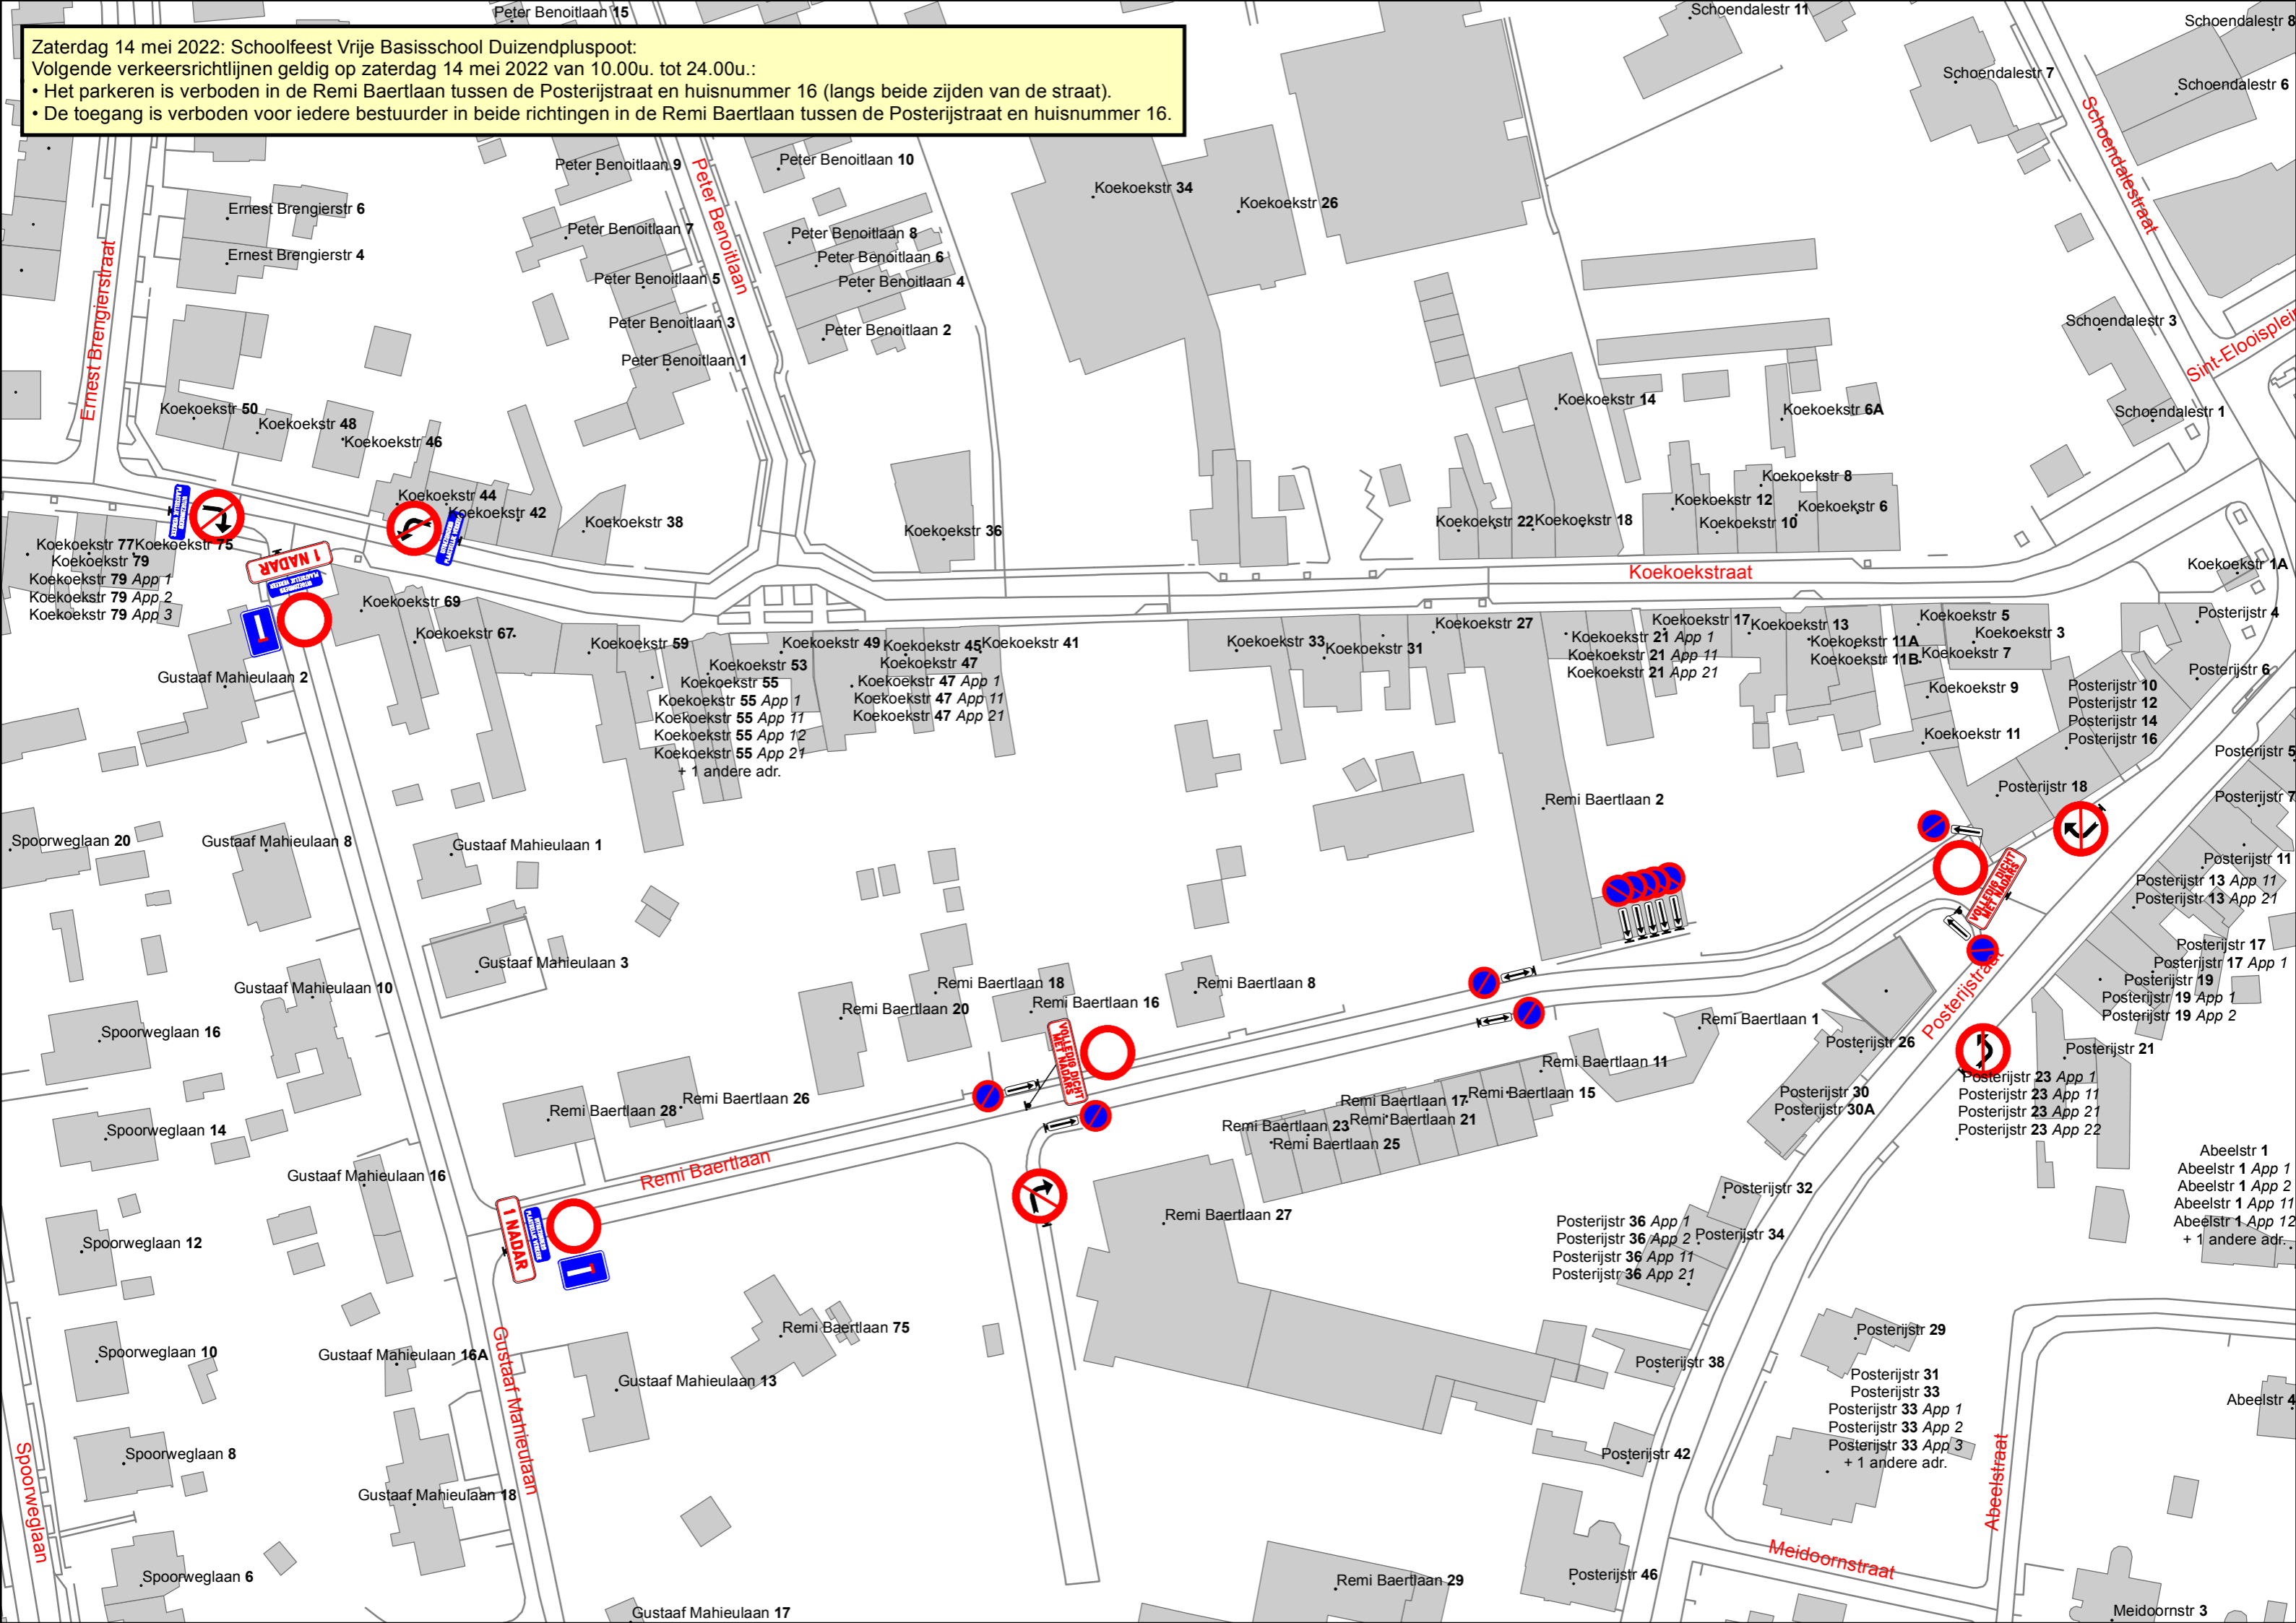 Peter Benoitlaan 15
Schoendalestr 11
Schoendalestr 8
Zaterdag 14 mei 2022: Schoolfeest Vrije Basisschool Duizendpluspoot:
Volgende verkeersrichtlijnen geldig op zaterdag 14 mei 2022 van 10.00u. tot 24.00u.:
• Het parkeren is verboden in de Remi Baertlaan tussen de Posterijstraat en huisnummer 16 (langs beide zijden van de straat).
• De toegang is verboden voor iedere bestuurder in beide richtingen in de Remi Baertlaan tussen de Posterijstraat en huisnummer 16.
Schoendalestr 7
Schoendalestr 6
Schoendalestraat
Peter Benoitlaan 9
Peter Benoitlaan
Peter Benoitlaan 10
Koekoekstr 34
Koekoekstr 26
Ernest Brengierstr 6
Peter Benoitlaan 7
Peter Benoitlaan 8
Ernest Brengierstr 4
Peter Benoitlaan 6
Peter Benoitlaan 5
Peter Benoitlaan 4
Ernest Brengierstraat
Peter Benoitlaan 3
Peter Benoitlaan 2
Schoendalestr 3
Sint-Elooisplein
Peter Benoitlaan 1
Koekoekstr 14
Koekoekstr 6A
Schoendalestr 1
Koekoekstr 50
Koekoekstr 48
Koekoekstr 46
Koekoekstr 8
Koekoekstr 44
Koekoekstr 42
Koekoekstr 38
Koekoekstr 36
Koekoekstr 22
Koekoekstr 18
Koekoekstr 12
Koekoekstr 10
Koekoekstr 6
Koekoekstr 77
Koekoekstr 75
Koekoekstr 79
Koekoekstr 79 App 1
Koekoekstr 79 App 2
Koekoekstr 79 App 3
1 NADAR
Koekoekstraat
Koekoekstr 1A
Koekoekstr 69
Koekoekstr 67
Koekoekstr 59
Koekoekstr 49
Koekoekstr 45
Koekoekstr 41
Koekoekstr 53
Koekoekstr 47
Koekoekstr 55
Koekoekstr 47 App 1
Koekoekstr 55 App 1
Koekoekstr 47 App 11
Koekoekstr 55 App 11
Koekoekstr 47 App 21
Koekoekstr 55 App 12
Koekoekstr 55 App 21
+ 1 andere adr.
Koekoekstr 33
Koekoekstr 31
Koekoekstr 27
Koekoekstr 21 App 1
Koekoekstr 21 App 11
Koekoekstr 21 App 21
Koekoekstr 17
Koekoekstr 13
Koekoekstr 11A
Koekoekstr 11B
Koekoekstr 5
Koekoekstr 3
Koekoekstr 7
Koekoekstr 9
Koekoekstr 11
Posterijstr 4
Posterijstr 6
Posterijstr 10
Posterijstr 12
Posterijstr 14
Posterijstr 16
Posterijstr 5
Posterijstr 18
Posterijstr 7
Gustaaf Mahieulaan 2
Spoorweglaan 20
Gustaaf Mahieulaan 8
Gustaaf Mahieulaan 1
Remi Baertlaan 2
VOLLEDIG DICHT
MET NADARS
Posterijstr 11
Posterijstr 13 App 11
Posterijstr 13 App 21
Posterijstr 17
Posterijstr 17 App 1
Posterijstr 19
Posterijstr 19 App 1
Posterijstr 19 App 2
Posterijstraat
Gustaaf Mahieulaan 3
Gustaaf Mahieulaan 10
Remi Baertlaan 18
Remi Baertlaan 20
Remi Baertlaan 16
Remi Baertlaan 8
Remi Baertlaan 1
Posterijstr 26
Posterijstr 21
Spoorweglaan 16
VOLLEDIG DICHT
MET NADARS
Remi Baertlaan 11
Remi Baertlaan 15
Remi Baertlaan 17
Remi Baertlaan 21
Remi Baertlaan 23
Remi Baertlaan 25
Posterijstr 30
Posterijstr 30A
Posterijstr 23 App 1
Posterijstr 23 App 11
Posterijstr 23 App 21
Posterijstr 23 App 22
Remi Baertlaan 28
Remi Baertlaan 26
Spoorweglaan 14
Gustaaf Mahieulaan 16
Remi Baertlaan
Abeelstr 1
Abeelstr 1 App 1
Abeelstr 1 App 2
Abeelstr 1 App 11
Abeelstr 1 App 12
+ 1 andere adr.
1 NADAR
Remi Baertlaan 27
Posterijstr 32
Posterijstr 34
Posterijstr 36 App 1
Posterijstr 36 App 2
Posterijstr 36 App 11
Posterijstr 36 App 21
Spoorweglaan 12
Remi Baertlaan 75
Posterijstr 29
Spoorweglaan 10
Gustaaf Mahieulaan 16A
Gustaaf Mahieulaan 13
Gustaaf Mahieulaan
Posterijstr 38
Posterijstr 31
Posterijstr 33
Posterijstr 33 App 1
Posterijstr 33 App 2
Posterijstr 33 App 3
+ 1 andere adr.
Abeelstr 4
Spoorweglaan 8
Spoorweglaan
Posterijstr 42
Abeelstraat
Gustaaf Mahieulaan 18
Meidoornstraat
Spoorweglaan 6
Remi Baertlaan 29
Posterijstr 46
Gustaaf Mahieulaan 17
Meidoornstr 3